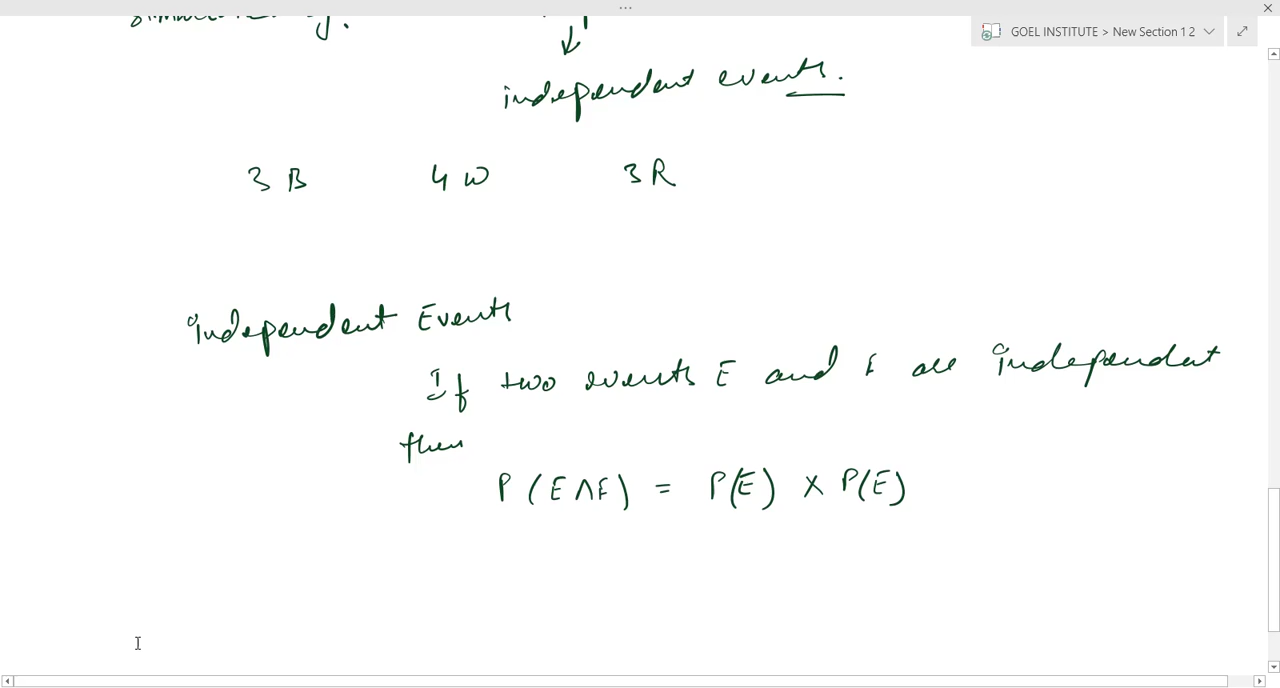 GOEL INSTITUTE > New Section 1 2
independent events.
3 B 4 W 3 R
Independent Events
If two events E and F are independent
then
P (E ∩ F) = P(E) × P(E)